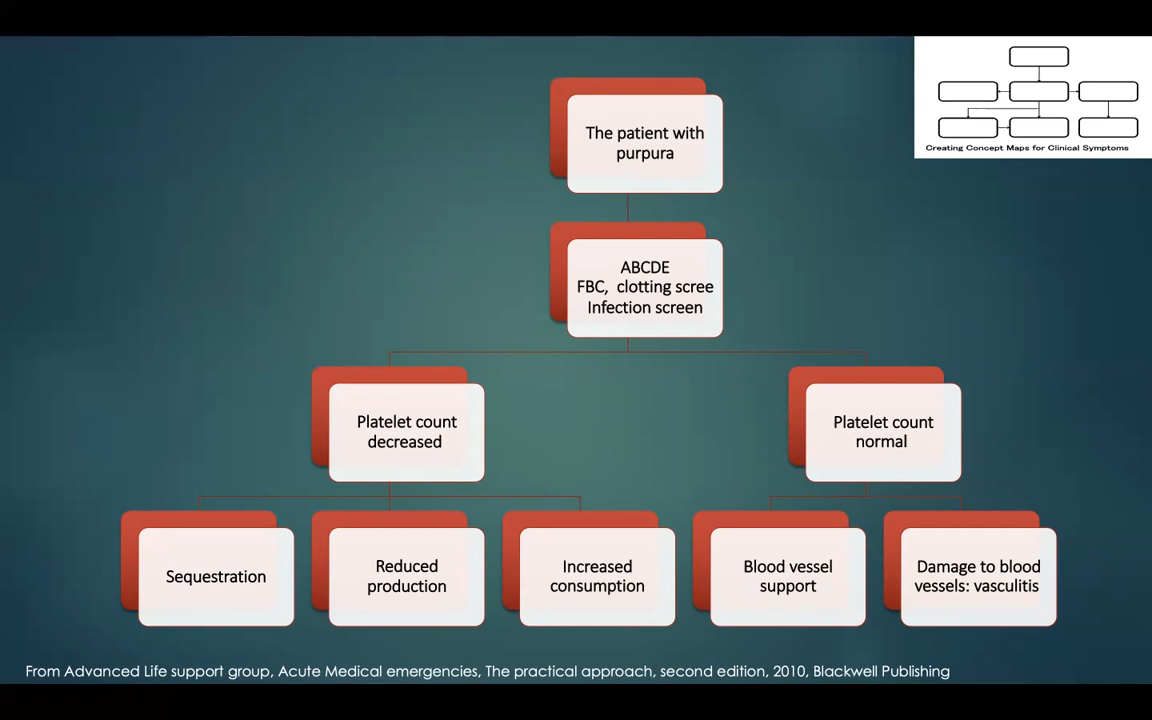 The patient with
purpura
Creating Concept Maps for Clinical Symptoms
ABCDE
FBC, clotting scree
Infection screen
Platelet count
decreased
Platelet count
normal
Sequestration
Reduced
production
Increased
consumption
Blood vessel
support
Damage to blood
vessels: vasculitis
From Advanced Life support group, Acute Medical emergencies, The practical approach, second edition, 2010, Blackwell Publishing